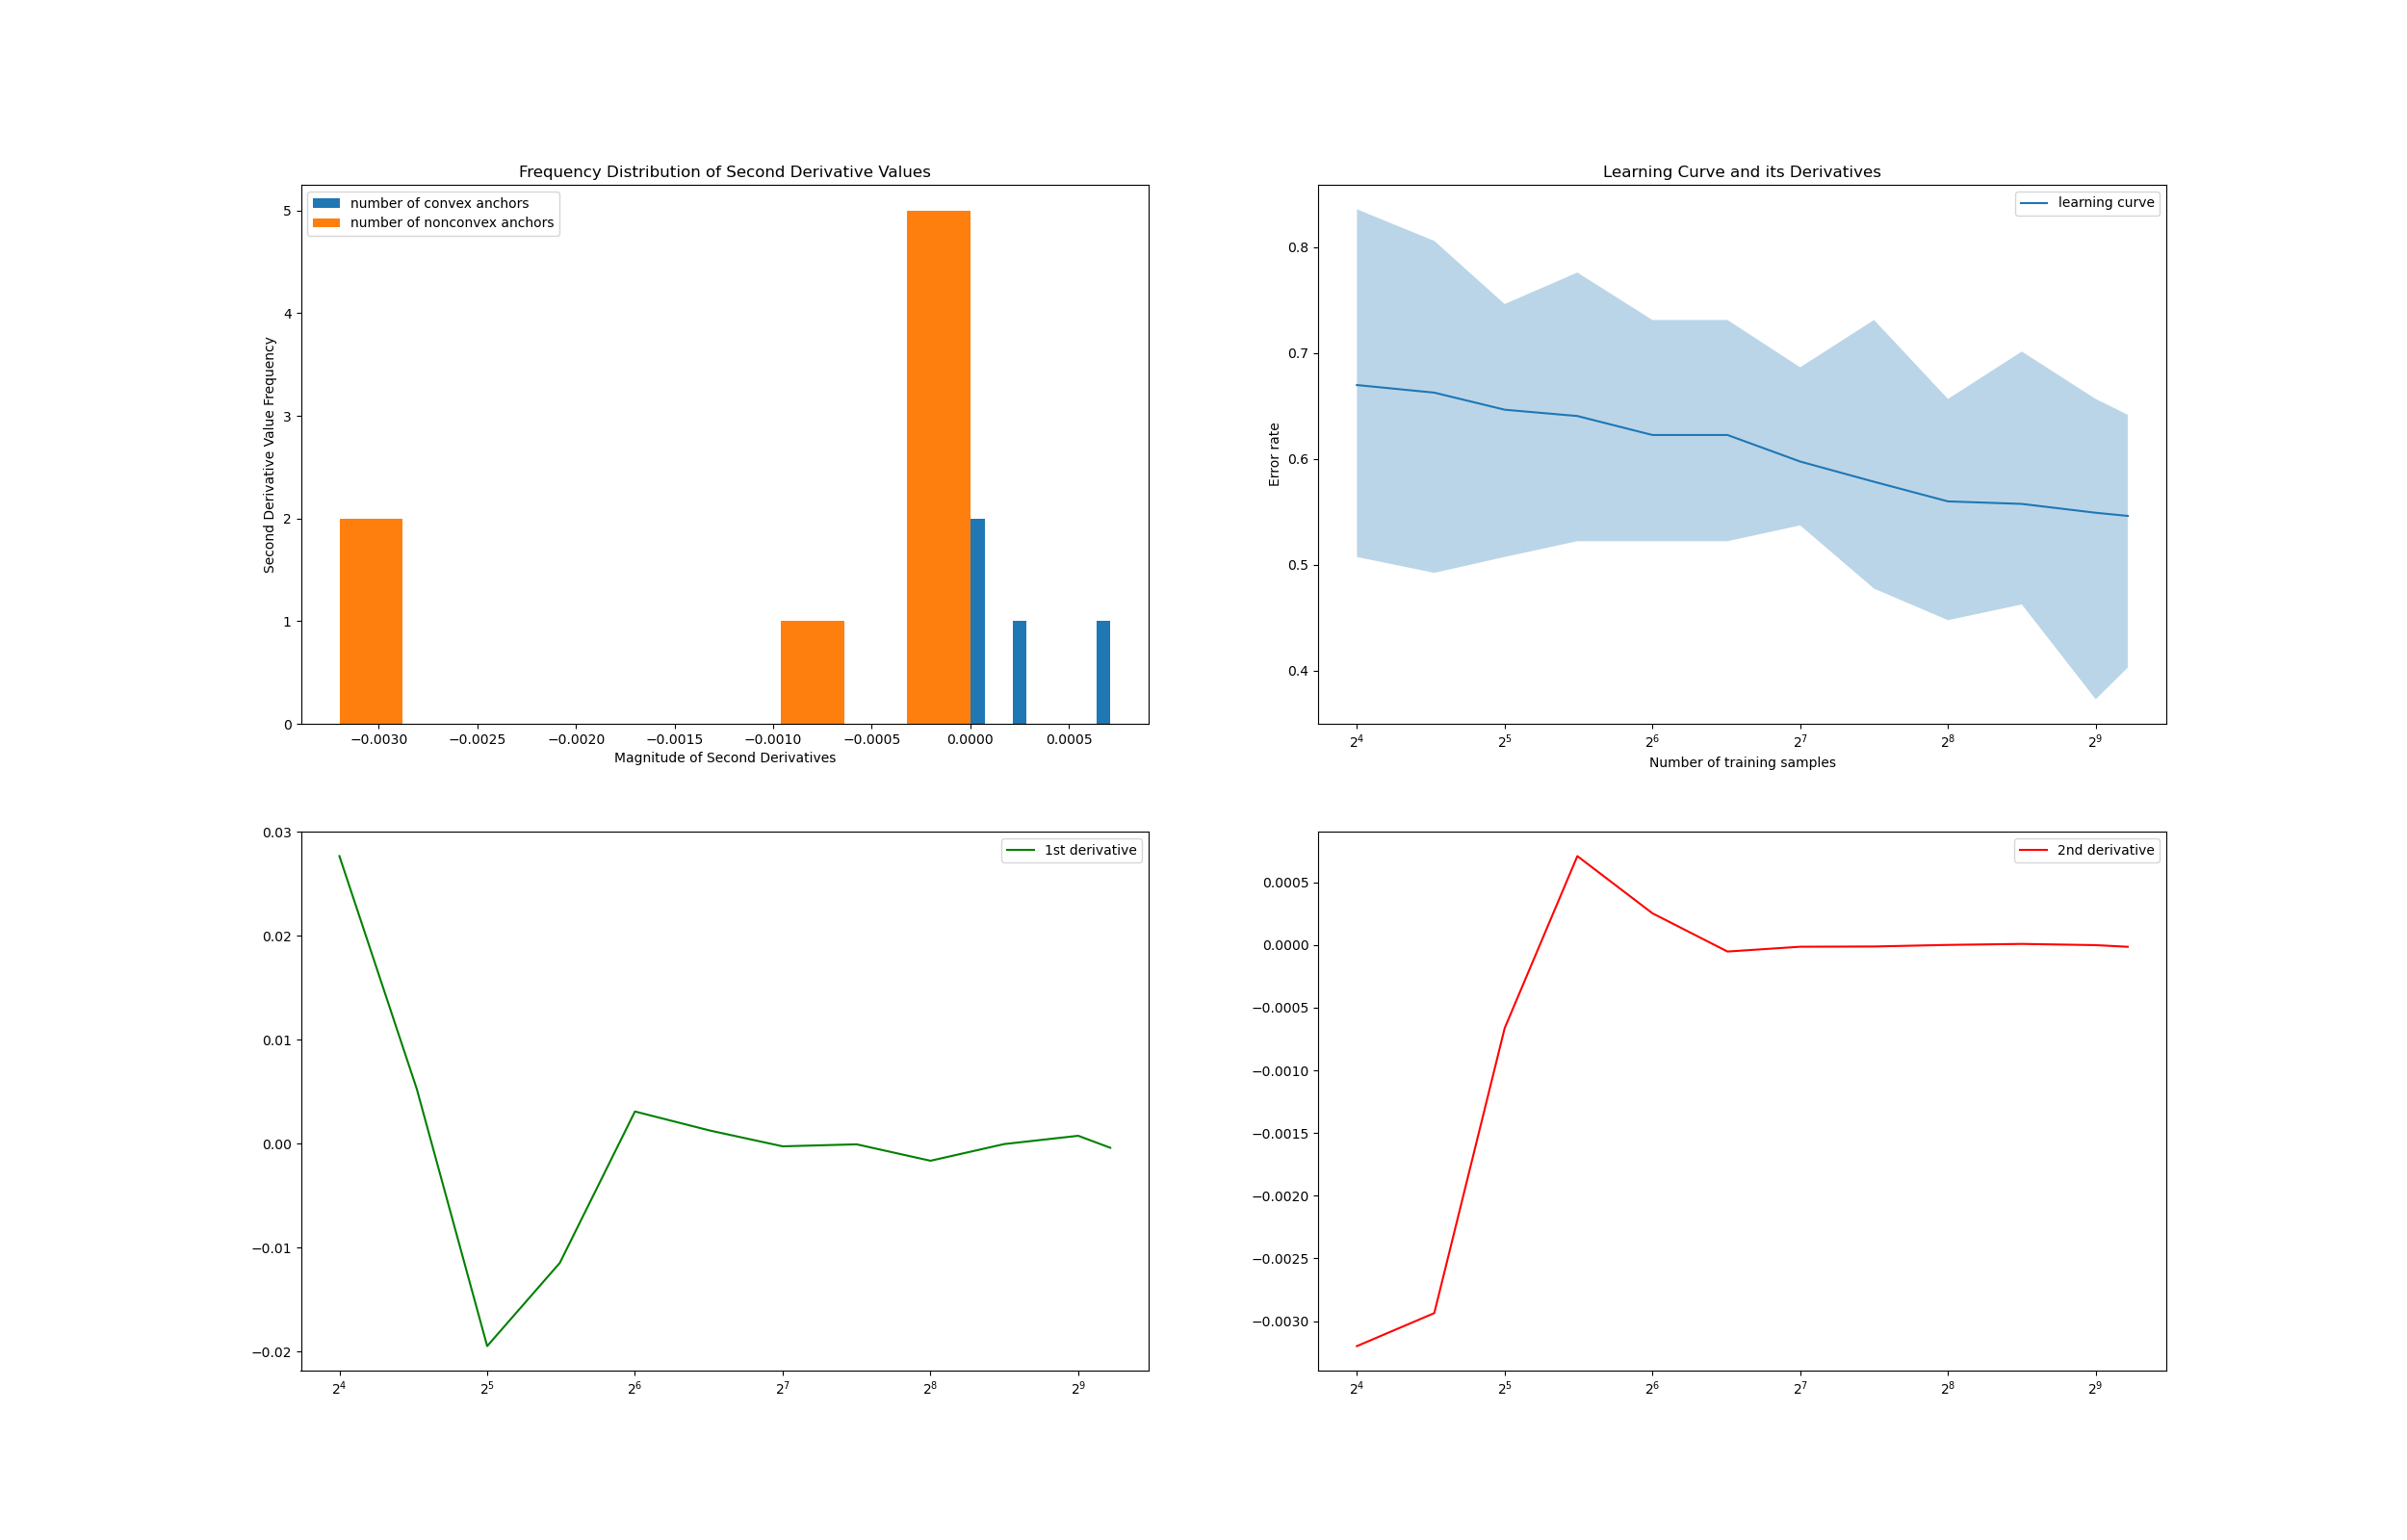 Frequency Distribution of Second Derivative Values
number of convex anchors
number of nonconvex anchors
5
4
3
2
1
0
Second Derivative Value Frequency
−0.0030 −0.0025 −0.0020 −0.0015 −0.0010 −0.0005 0.0000 0.0005
Magnitude of Second Derivatives
Learning Curve and its Derivatives
learning curve
0.8
0.7
0.6
0.5
0.4
Error rate
2⁴ 2⁵ 2⁶ 2⁷ 2⁸ 2⁹
Number of training samples
1st derivative
0.03
0.02
0.01
0.00
−0.01
−0.02
2⁴ 2⁵ 2⁶ 2⁷ 2⁸ 2⁹
2nd derivative
0.0005
0.0000
−0.0005
−0.0010
−0.0015
−0.0020
−0.0025
−0.0030
2⁴ 2⁵ 2⁶ 2⁷ 2⁸ 2⁹